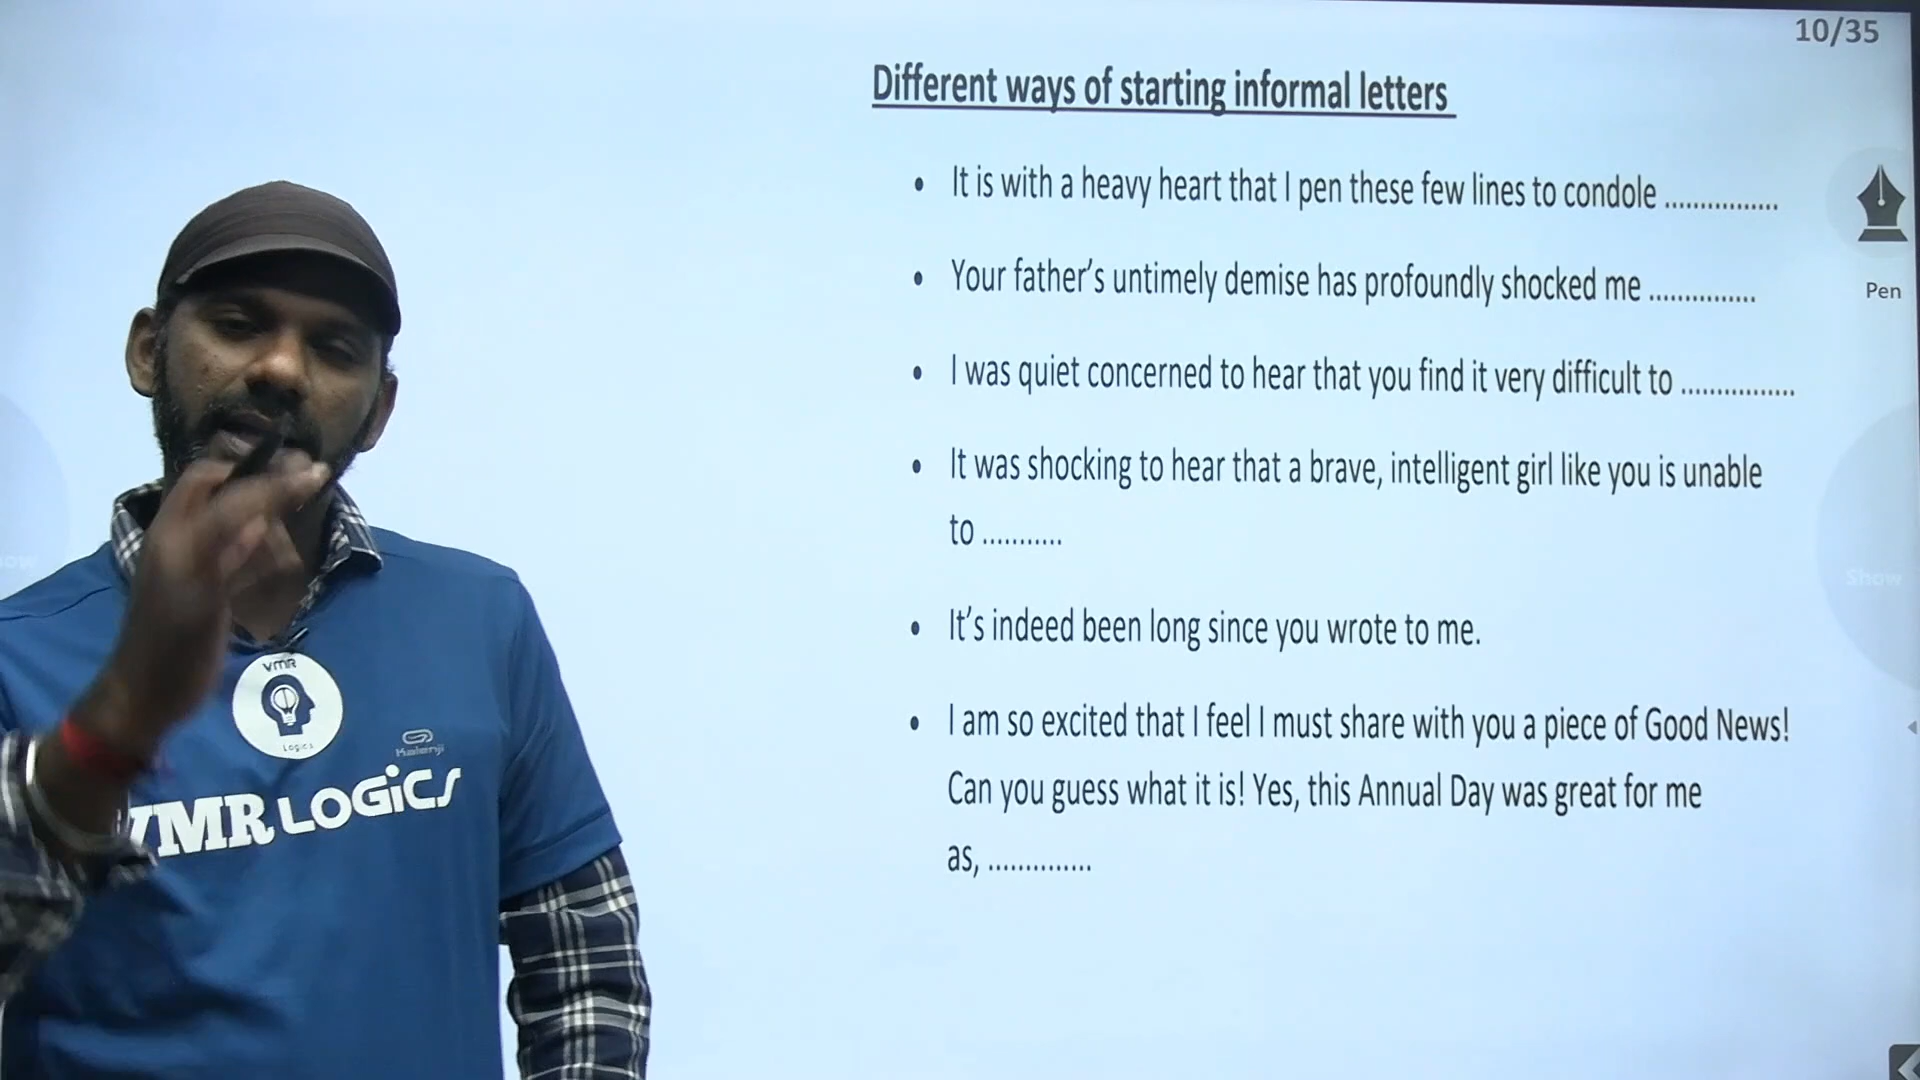 10/35
Different ways of starting informal letters
• It is with a heavy heart that I pen these few lines to condole ................
• Your father's untimely demise has profoundly shocked me ...............
Pen
• I was quiet concerned to hear that you find it very difficult to ................
• It was shocking to hear that a brave, intelligent girl like you is unable
to ...........
Show
• It's indeed been long since you wrote to me.
• I am so excited that I feel I must share with you a piece of Good News!
Can you guess what it is! Yes, this Annual Day was great for me
as, ..............
VMR
Logics
Kalenji
VMR LOGiCS